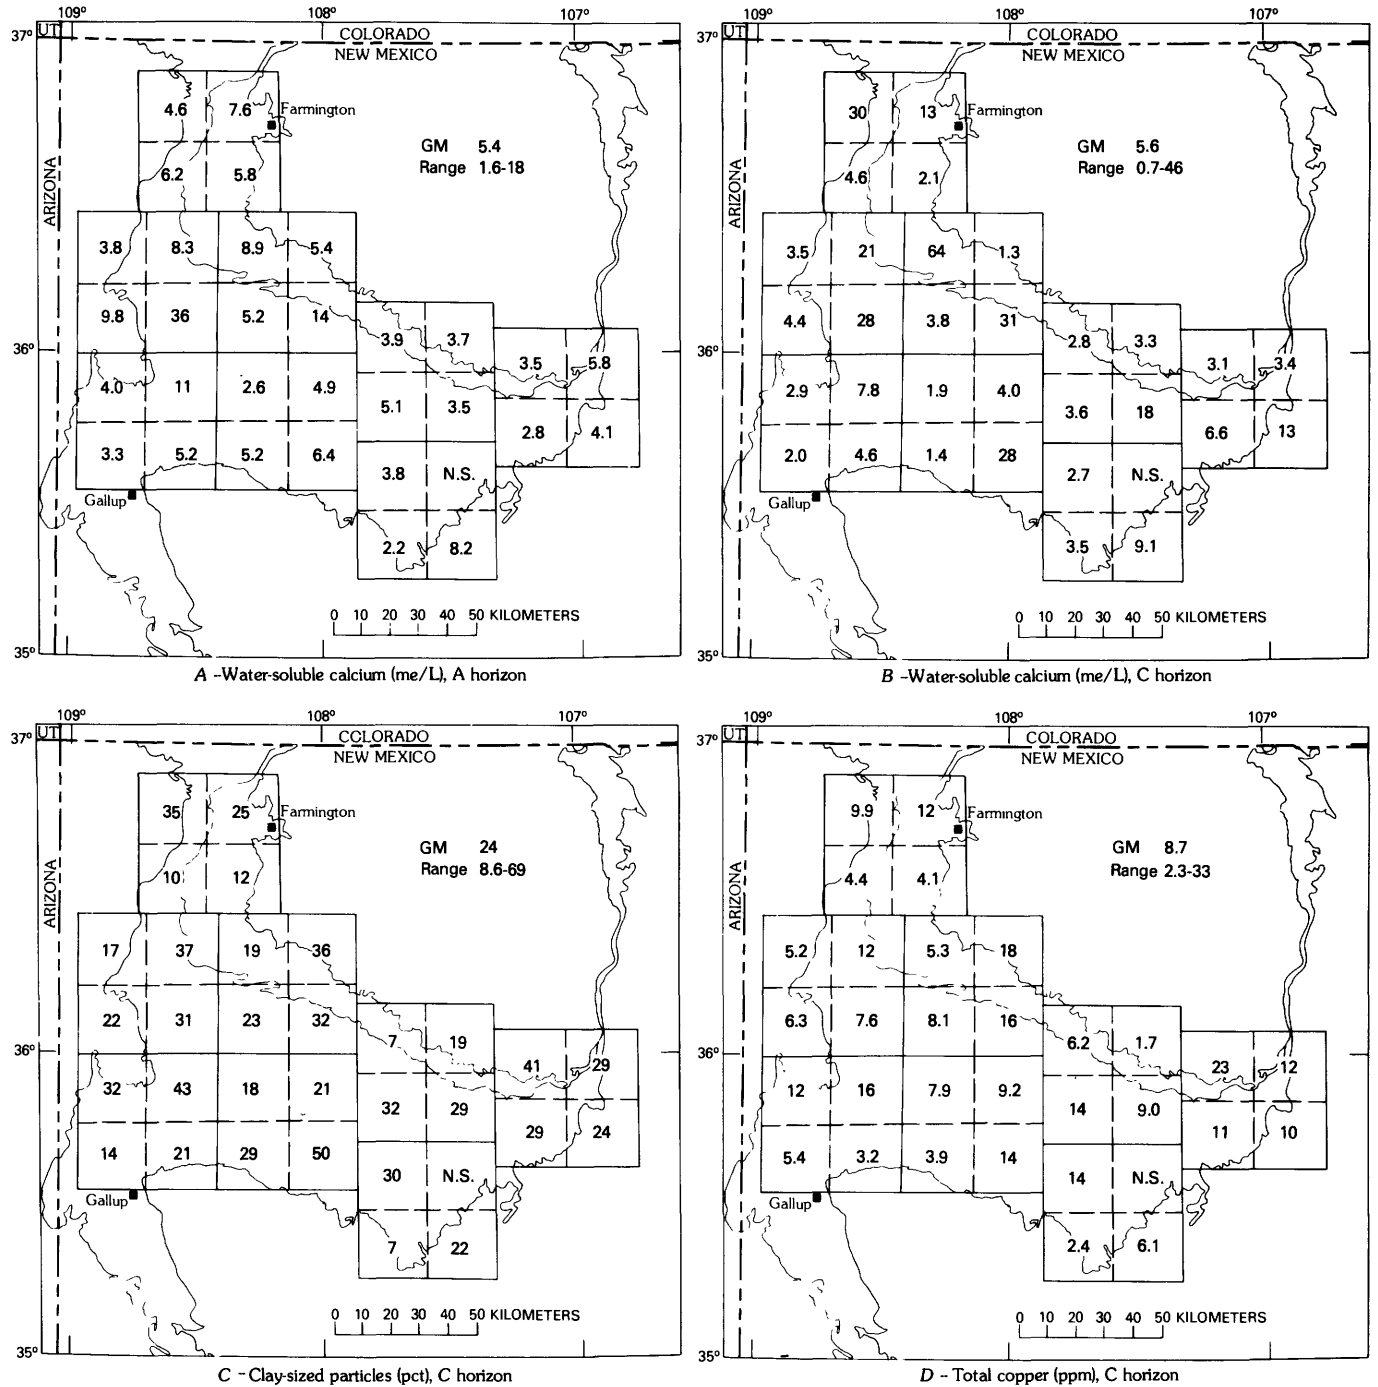 109° 108° 107°
37°
UT
COLORADO
NEW MEXICO
ARIZONA
4.6 7.6 Farmington
GM 5.4
Range 1.6-18
6.2 5.8
3.8 8.3 8.9 5.4
9.8 36 5.2 14
3.9 3.7
36°
3.5 5.8
4.0 11 2.6 4.9
5.1 3.5
2.8 4.1
3.3 5.2 5.2 6.4
3.8 N.S.
Gallup
2.2 8.2
0 10 20 30 40 50 KILOMETERS
35°
A --Water-soluble calcium (me/L), A horizon
109° 108° 107°
37°
UT
COLORADO
NEW MEXICO
ARIZONA
30 13 Farmington
GM 5.6
Range 0.7-46
4.6 2.1
3.5 21 64 1.3
4.4 28 3.8 31
2.8 3.3
36°
3.1 3.4
2.9 7.8 1.9 4.0
3.6 18
6.6 13
2.0 4.6 1.4 28
2.7 N.S.
Gallup
3.5 9.1
0 10 20 30 40 50 KILOMETERS
35°
B --Water-soluble calcium (me/L), C horizon
109° 108° 107°
37°
UT
COLORADO
NEW MEXICO
ARIZONA
35 25 Farmington
GM 24
Range 8.6-69
10 12
17 37 19 36
22 31 23 32
7 19
36°
41 29
32 43 18 21
32 29
29 24
14 21 29 50
30 N.S.
Gallup
7 22
0 10 20 30 40 50 KILOMETERS
35°
C --Clay-sized particles (pct), C horizon
109° 108° 107°
37°
UT
COLORADO
NEW MEXICO
ARIZONA
9.9 12 Farmington
GM 8.7
Range 2.3-33
4.4 4.1
5.2 12 5.3 18
6.3 7.6 8.1 16
6.2 1.7
36°
23 12
12 16 7.9 9.2
14 9.0
11 10
5.4 3.2 3.9 14
14 N.S.
Gallup
2.4 6.1
0 10 20 30 40 50 KILOMETERS
35°
D --Total copper (ppm), C horizon